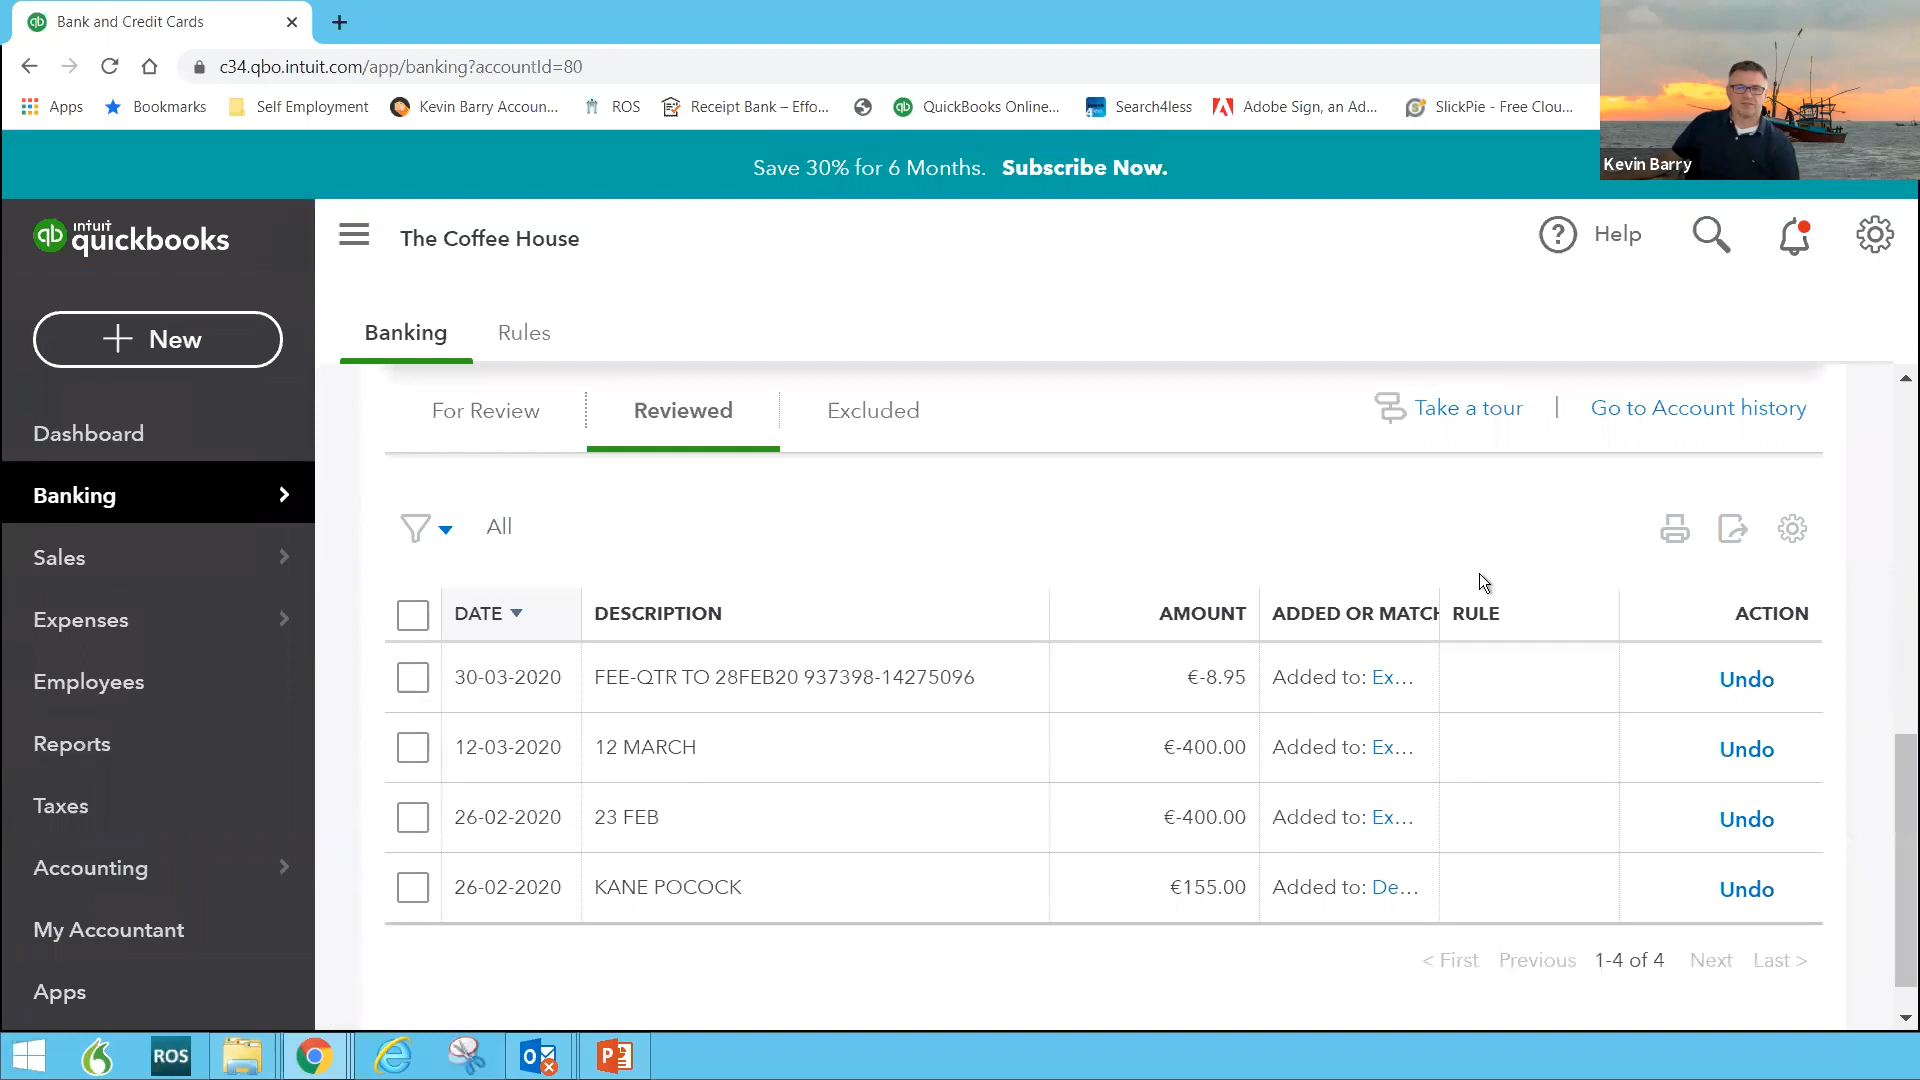 Bank and Credit Cards
c34.qbo.intuit.com/app/banking?accountId=80
Apps Bookmarks Self Employment Kevin Barry Accoun... ROS Receipt Bank – Effo... QuickBooks Online... Search4less Adobe Sign, an Ad... SlickPie - Free Clou...
Kevin Barry
Save 30% for 6 Months. Subscribe Now.
qb intuit quickbooks
The Coffee House
? Help
New
Banking Rules
For Review Reviewed Excluded Take a tour | Go to Account history
Dashboard
Banking
Sales
Expenses
Employees
Reports
Taxes
Accounting
My Accountant
Apps
All
DATE DESCRIPTION AMOUNT ADDED OR MATCH RULE ACTION
30-03-2020 FEE-QTR TO 28FEB20 937398-14275096 €-8.95 Added to: Ex... Undo
12-03-2020 12 MARCH €-400.00 Added to: Ex... Undo
26-02-2020 23 FEB €-400.00 Added to: Ex... Undo
26-02-2020 KANE POCOCK €155.00 Added to: De... Undo
< First Previous 1-4 of 4 Next Last >
ROS